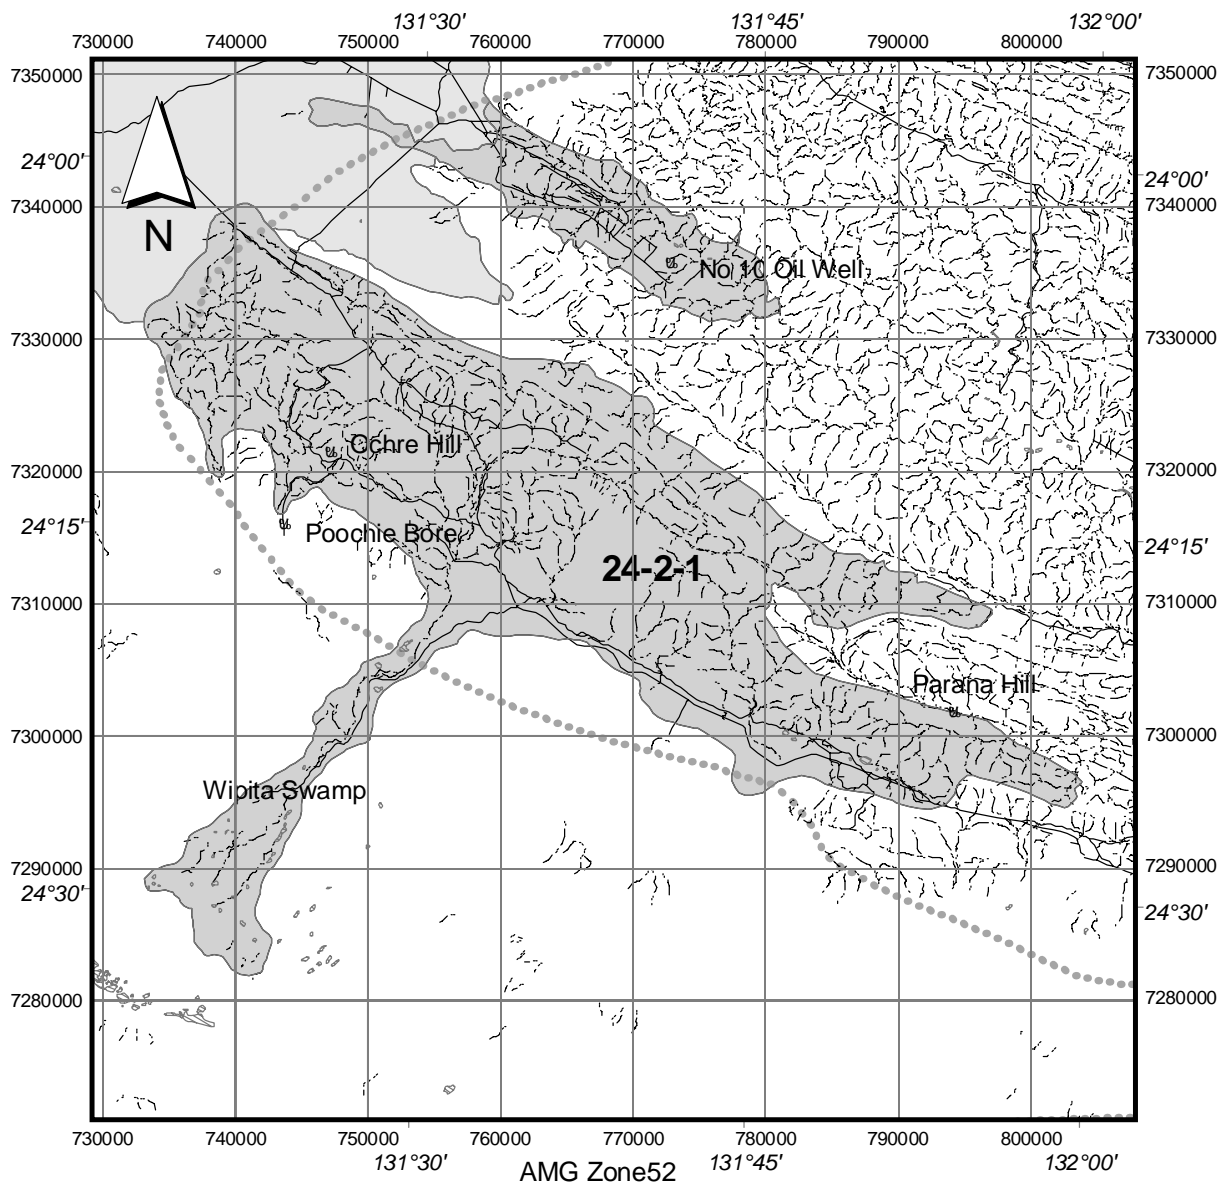 131°30' 131°45' 132°00'
730000 740000 750000 760000 770000 780000 790000 800000
7350000 7350000
24°00' 24°00'
7340000 7340000
N
No 10 Oil Well
7330000 7330000
Ochre Hill
7320000 7320000
24°15' Poochie Bore 24°15'
24-2-1
7310000 7310000
Parana Hill
7300000 7300000
Wipita Swamp
7290000 7290000
24°30' 24°30'
7280000 7280000
730000 740000 750000 760000 770000 780000 790000 800000
131°30' 131°45' 132°00'
AMG Zone52